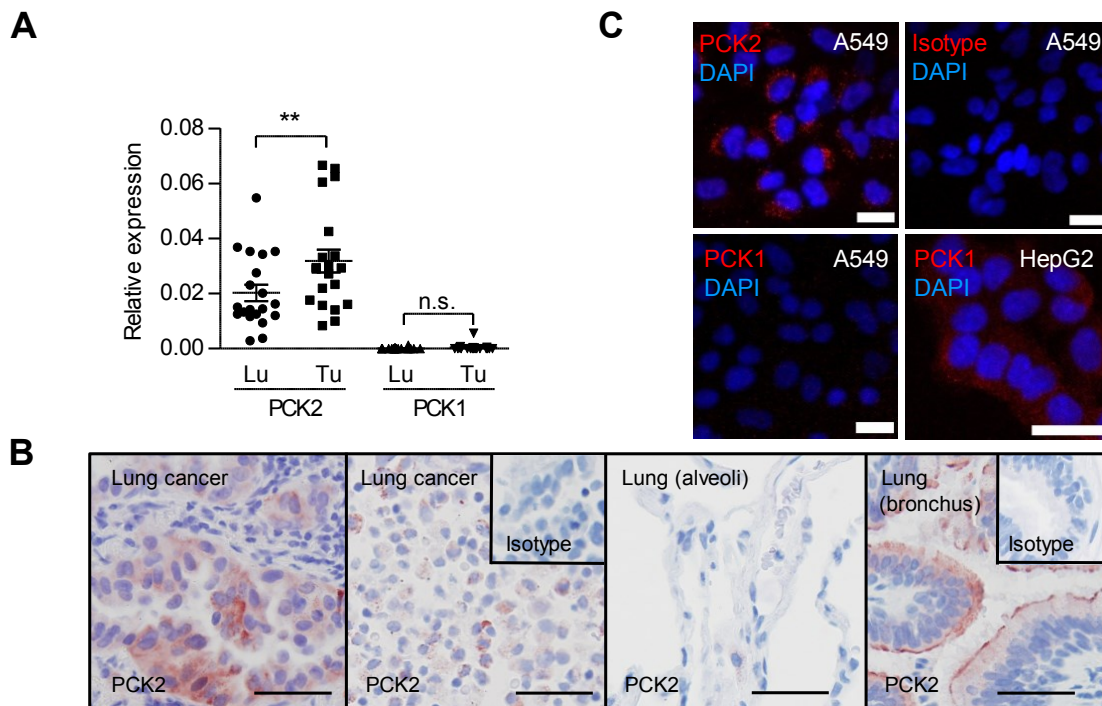 A
Relative expression
0.08
0.06
0.04
0.02
0.00
**
n.s.
Lu Tu Lu Tu
PCK2 PCK1
C
PCK2 A549
DAPI
Isotype A549
DAPI
PCK1 A549
DAPI
PCK1 HepG2
DAPI
B
Lung cancer
PCK2
Lung cancer
Isotype
PCK2
Lung (alveoli)
PCK2
Lung
(bronchus)
Isotype
PCK2